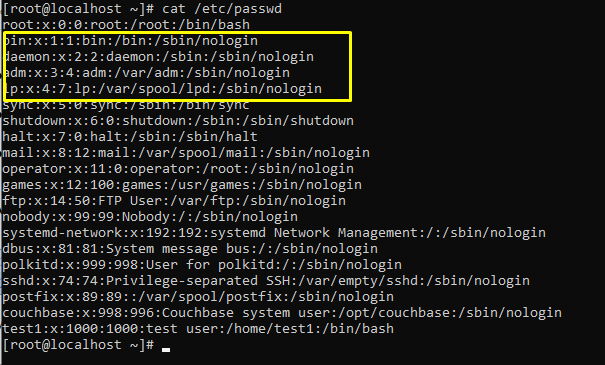 [root@localhost ~]# cat /etc/passwd
root:x:0:0:root:/root:/bin/bash
bin:x:1:1:bin:/bin:/sbin/nologin
daemon:x:2:2:daemon:/sbin:/sbin/nologin
adm:x:3:4:adm:/var/adm:/sbin/nologin
lp:x:4:7:lp:/var/spool/lpd:/sbin/nologin
sync:x:5:0:sync:/sbin:/bin/sync
shutdown:x:6:0:shutdown:/sbin:/sbin/shutdown
halt:x:7:0:halt:/sbin:/sbin/halt
mail:x:8:12:mail:/var/spool/mail:/sbin/nologin
operator:x:11:0:operator:/root:/sbin/nologin
games:x:12:100:games:/usr/games:/sbin/nologin
ftp:x:14:50:FTP User:/var/ftp:/sbin/nologin
nobody:x:99:99:Nobody:/:/sbin/nologin
systemd-network:x:192:192:systemd Network Management:/:/sbin/nologin
dbus:x:81:81:System message bus:/:/sbin/nologin
polkitd:x:999:998:User for polkitd:/:/sbin/nologin
sshd:x:74:74:Privilege-separated SSH:/var/empty/sshd:/sbin/nologin
postfix:x:89:89::/var/spool/postfix:/sbin/nologin
couchbase:x:998:996:Couchbase system user:/opt/couchbase:/sbin/nologin
test1:x:1000:1000:test user:/home/test1:/bin/bash
[root@localhost ~]#